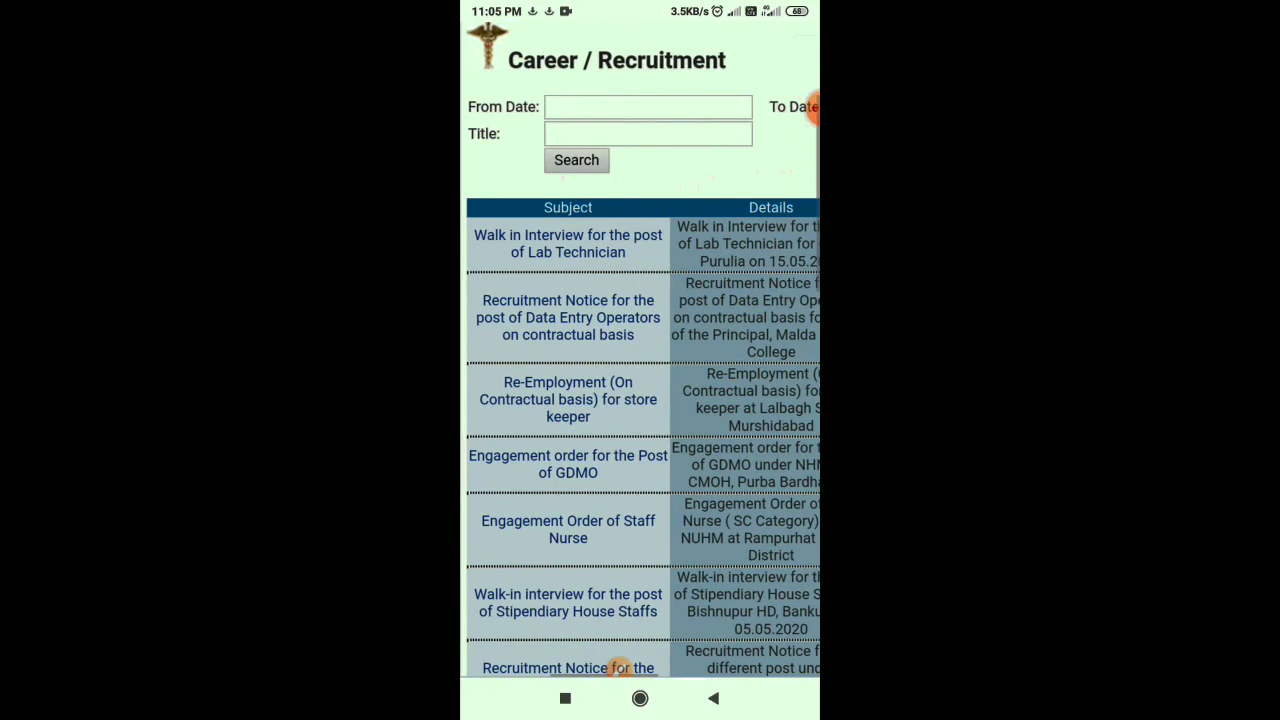 11:05 PM
3.5KB/s
68
Career / Recruitment
From Date:
To Date
Title:
Search
Subject
Details
Walk in Interview for the post
of Lab Technician
Walk in Interview for
of Lab Technician for
Purulia on 15.05.2
Recruitment Notice for the
post of Data Entry Operators
on contractual basis
Recruitment Notice
post of Data Entry
on contractual basis
of the Principal, Malda
College
Re-Employment (On
Contractual basis) for store
keeper
Re-Employment
Contractual basis)
keeper at Lalbagh
Murshidabad
Engagement order for the Post
of GDMO
Engagement order for
of GDMO under
CMOH, Purba
Engagement Order of Staff
Nurse
Engagement Order
Nurse ( SC Category)
NUHM at Rampurhat
District
Walk-in interview for the post
of Stipendiary House Staffs
Walk-in interview for
of Stipendiary House
Bishnupur HD,
05.05.2020
Recruitment Notice for the
Recruitment Notice
different post